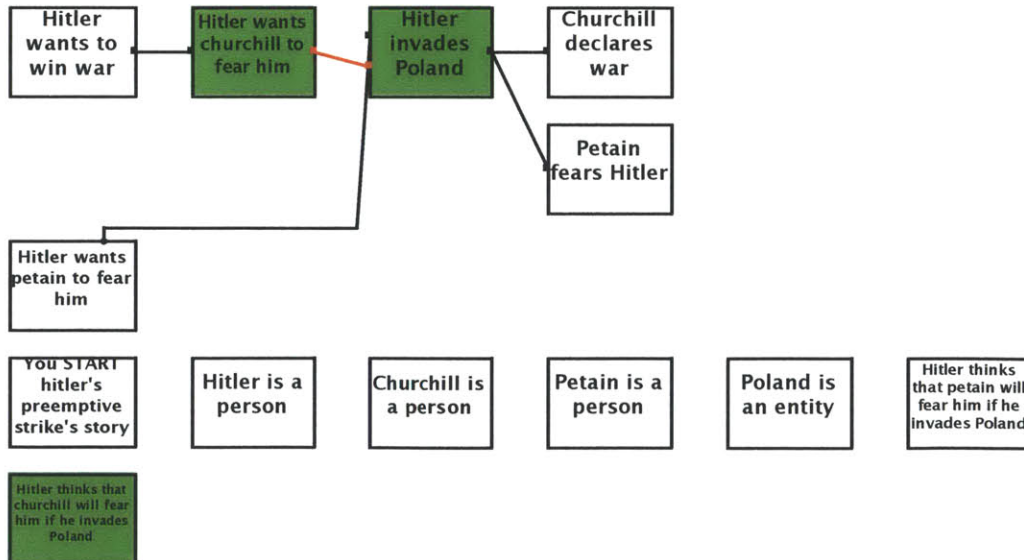 Hitler
wants to
win war
Hitler wants
churchill to
fear him
Hitler
invades
Poland
Churchill
declares
war
Petain
fears Hitler
Hitler wants
petain to fear
him
You START
hitler's
preemptive
strike's story
Hitler is a
person
Churchill is
a person
Petain is a
person
Poland is
an entity
Hitler thinks
that petain will
fear him if he
invades Poland
Hitler thinks that
churchill will fear
him if he invades
Poland